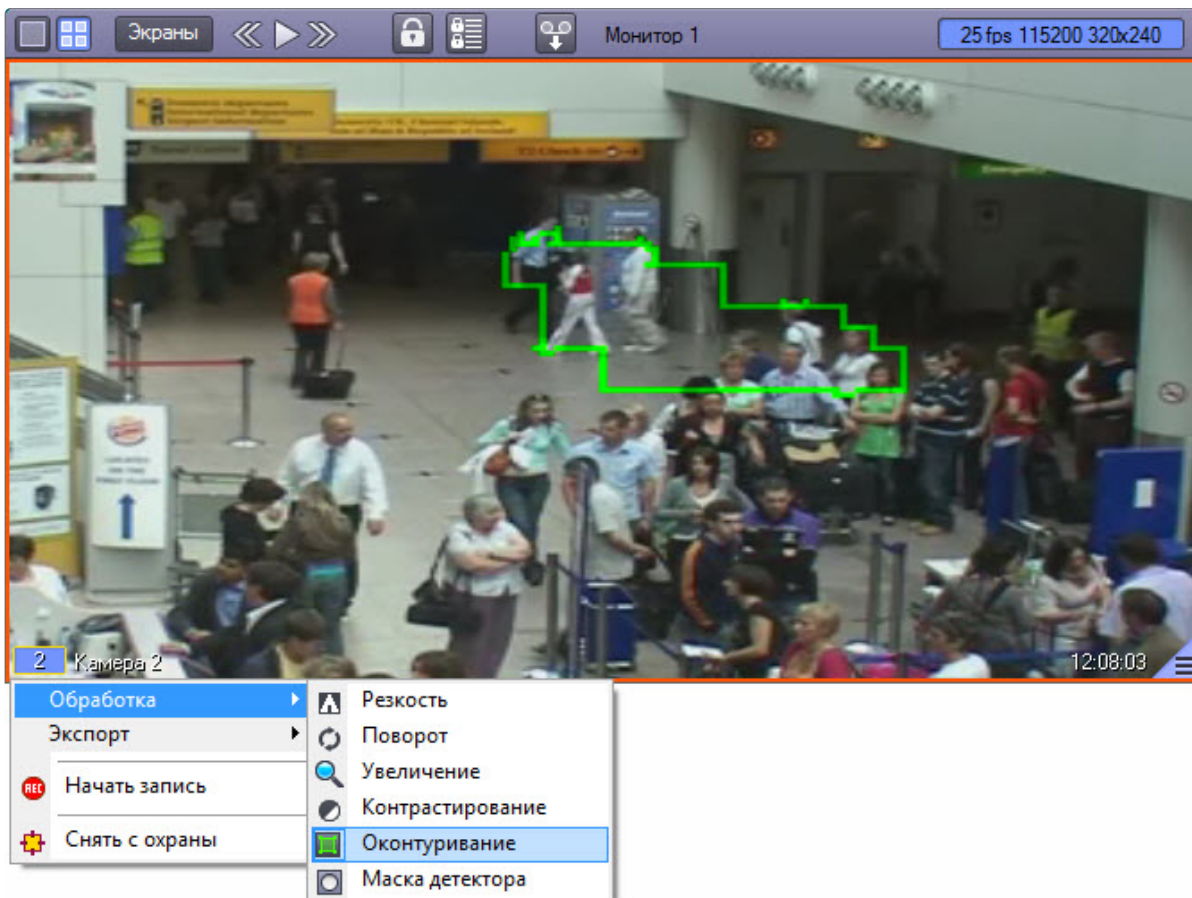 Экраны Монитор 1 25 fps 115200 320x240
2 Камера 2 12:08:03
Обработка
Экспорт
REC Начать запись
Снять с охраны
Резкость
Поворот
Увеличение
Контрастирование
Оконтуривание
Маска детектора